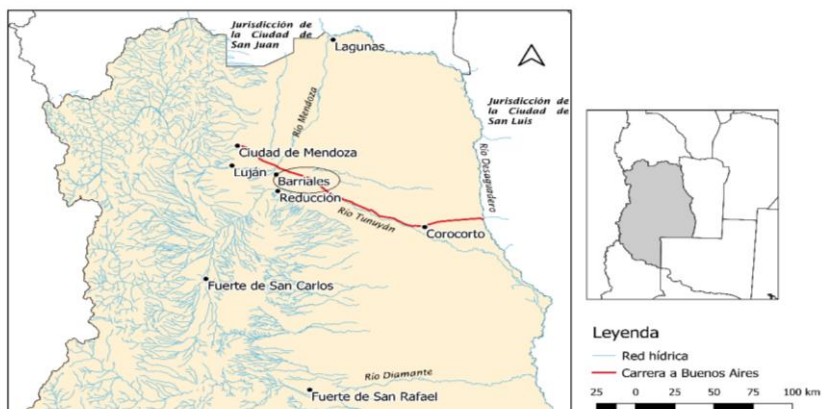 Jurisdicción de
la Ciudad de
San Juan
Lagunas
Jurisdicción de
la Ciudad de
San Luis
Río Mendoza
Río Desaguadero
Ciudad de Mendoza
Luján
Barriales
Reducción
Río Tunuyán
Corocorto
Fuerte de San Carlos
Río Diamante
Fuerte de San Rafael
Leyenda
Red hídrica
Carrera a Buenos Aires
25 0 25 50 75 100 km